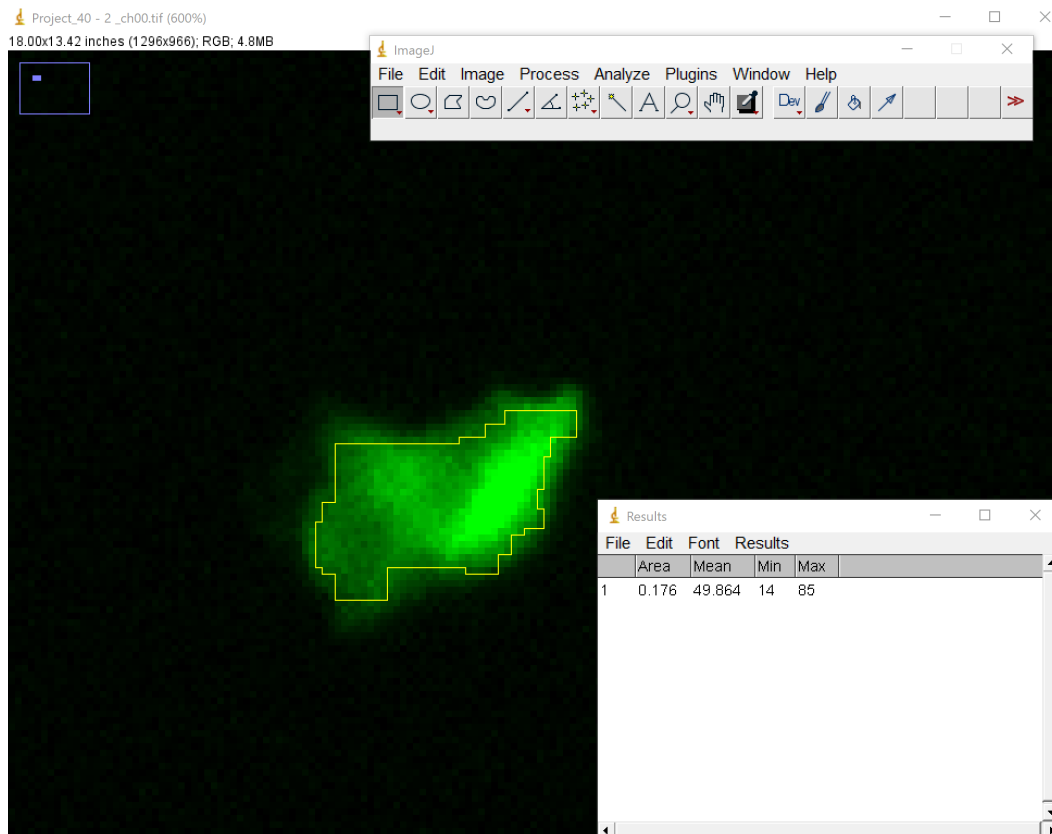 Project_40 - 2 _ch00.tif (600%)
18.00x13.42 inches (1296x966); RGB; 4.8MB
ImageJ
File Edit Image Process Analyze Plugins Window Help
A Dev >>
Results
File Edit Font Results
Area Mean Min Max
1 0.176 49.864 14 85